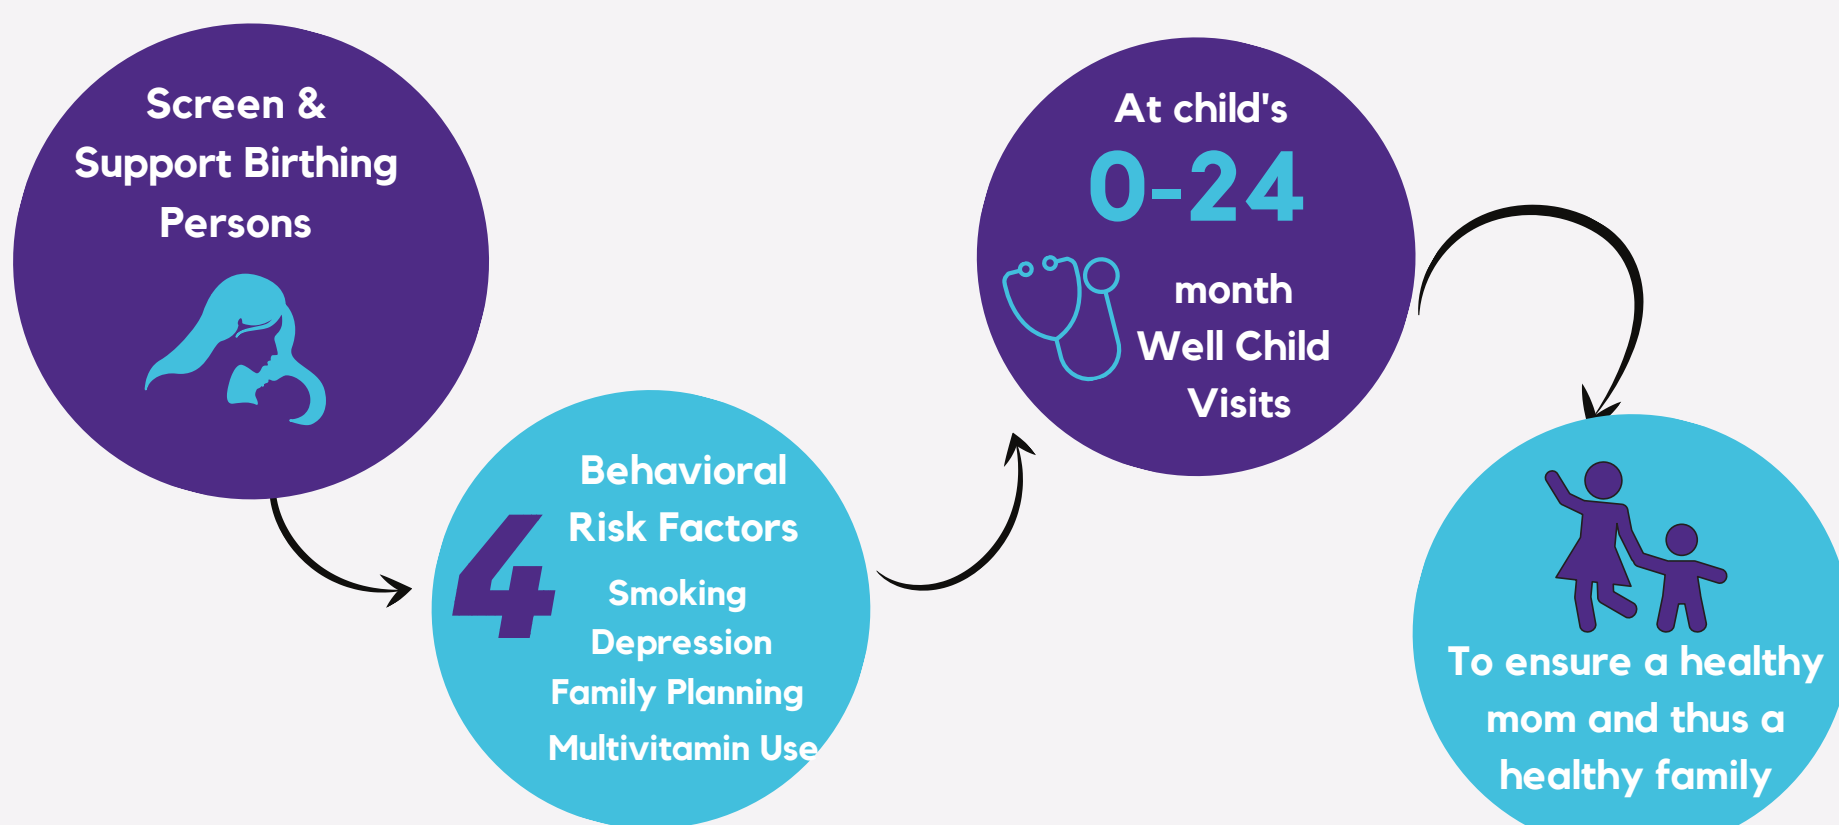 Screen &
Support Birthing
Persons
4
Behavioral
Risk Factors
Smoking
Depression
Family Planning
Multivitamin Use
At child's
0-24
month
Well Child
Visits
To ensure a healthy
mom and thus a
healthy family